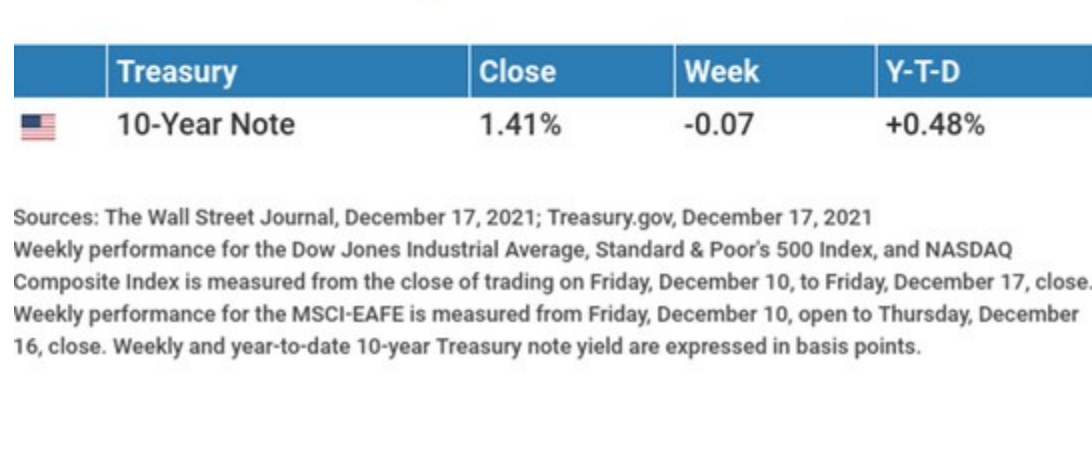 Treasury Close Week Y-T-D
10-Year Note 1.41% -0.07 +0.48%
Sources: The Wall Street Journal, December 17, 2021; Treasury.gov, December 17, 2021
Weekly performance for the Dow Jones Industrial Average, Standard & Poor's 500 Index, and NASDAQ
Composite Index is measured from the close of trading on Friday, December 10, to Friday, December 17, close.
Weekly performance for the MSCI-EAFE is measured from Friday, December 10, open to Thursday, December
16, close. Weekly and year-to-date 10-year Treasury note yield are expressed in basis points.